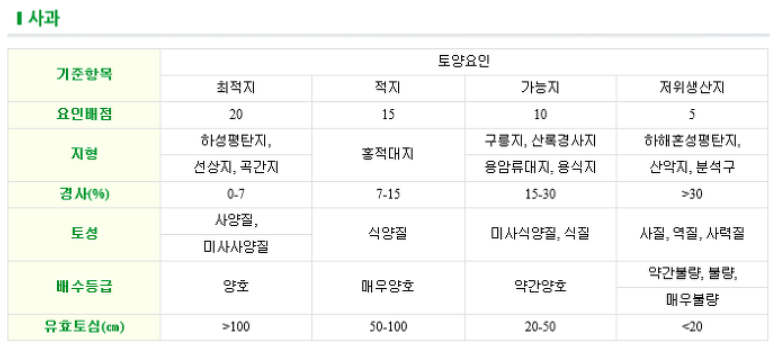 사과
기준항목 토양요인
최적지 적지 가능지 저위생산지
요인배점 20 15 10 5
지형 하성평탄지, 홍적대지 구릉지, 산록경사지 하해혼성평탄지,
선상지, 곡간지 용암류대지, 용식지 산악지, 분석구
경사(%) 0-7 7-15 15-30 >30
토성 사양질, 식양질 미사식양질, 식질 사질, 역질, 사력질
미사사양질
배수등급 양호 매우양호 약간양호 약간불량, 불량,
매우불량
유효토심(㎝) >100 50-100 20-50 <20